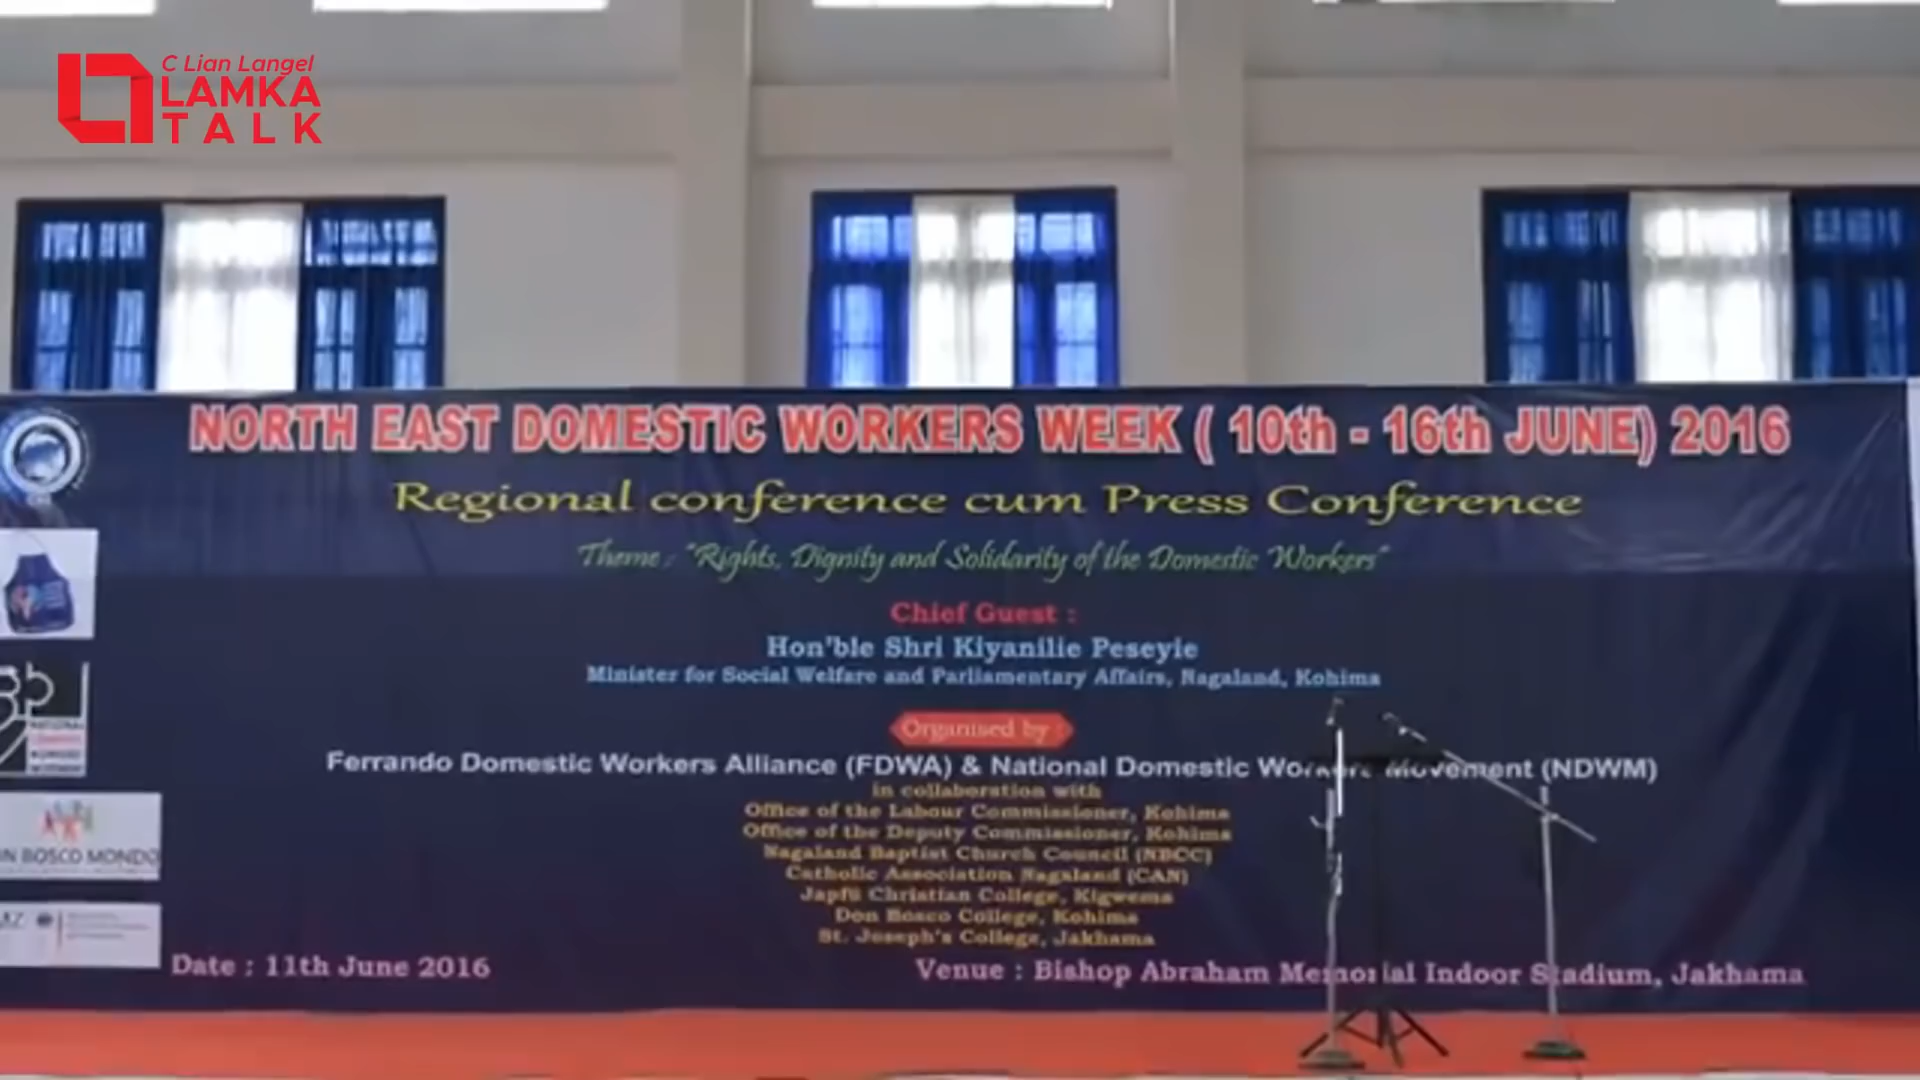 C Lian Langel
LAMKA
TALK
NORTH EAST DOMESTIC WORKERS WEEK ( 10th - 16th JUNE) 2016
Regional conference cum Press Conference
Theme : "Rights, Dignity and Solidarity of the Domestic Workers"
Chief Guest :
Hon'ble Shri Kiyanilie Peseyie
Minister for Social Welfare and Parliamentary Affairs, Nagaland, Kohima
Organised by :
Ferrando Domestic Workers Alliance (FDWA) & National Domestic Workers Movement (NDWM)
in collaboration with
Office of the Labour Commissioner, Kohima
Office of the Deputy Commissioner, Kohima
Nagaland Baptist Church Council (NBCC)
Catholic Association Nagaland (CAN)
Japfü Christian College, Kigwema
Don Bosco College, Kohima
St. Joseph's College, Jakhama
NATIONAL
N BOSCO MONDO
Date : 11th June 2016
Venue : Bishop Abraham Memorial Indoor Stadium, Jakhama